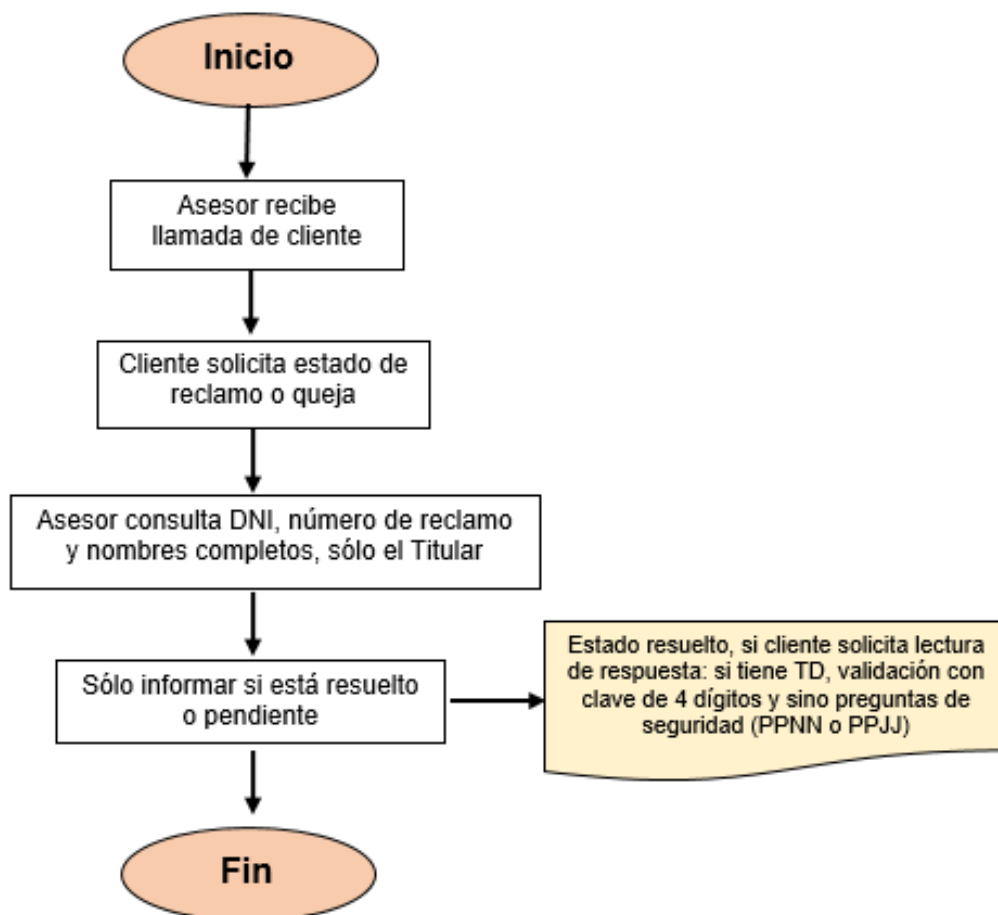 Inicio
Asesor recibe
llamada de cliente
Cliente solicita estado de
reclamo o queja
Asesor consulta DNI, número de reclamo
y nombres completos, sólo el Titular
Sólo informar si está resuelto
o pendiente
Estado resuelto, si cliente solicita lectura
de respuesta: si tiene TD, validación con
clave de 4 dígitos y sino preguntas de
seguridad (PPNN o PPJJ)
Fin